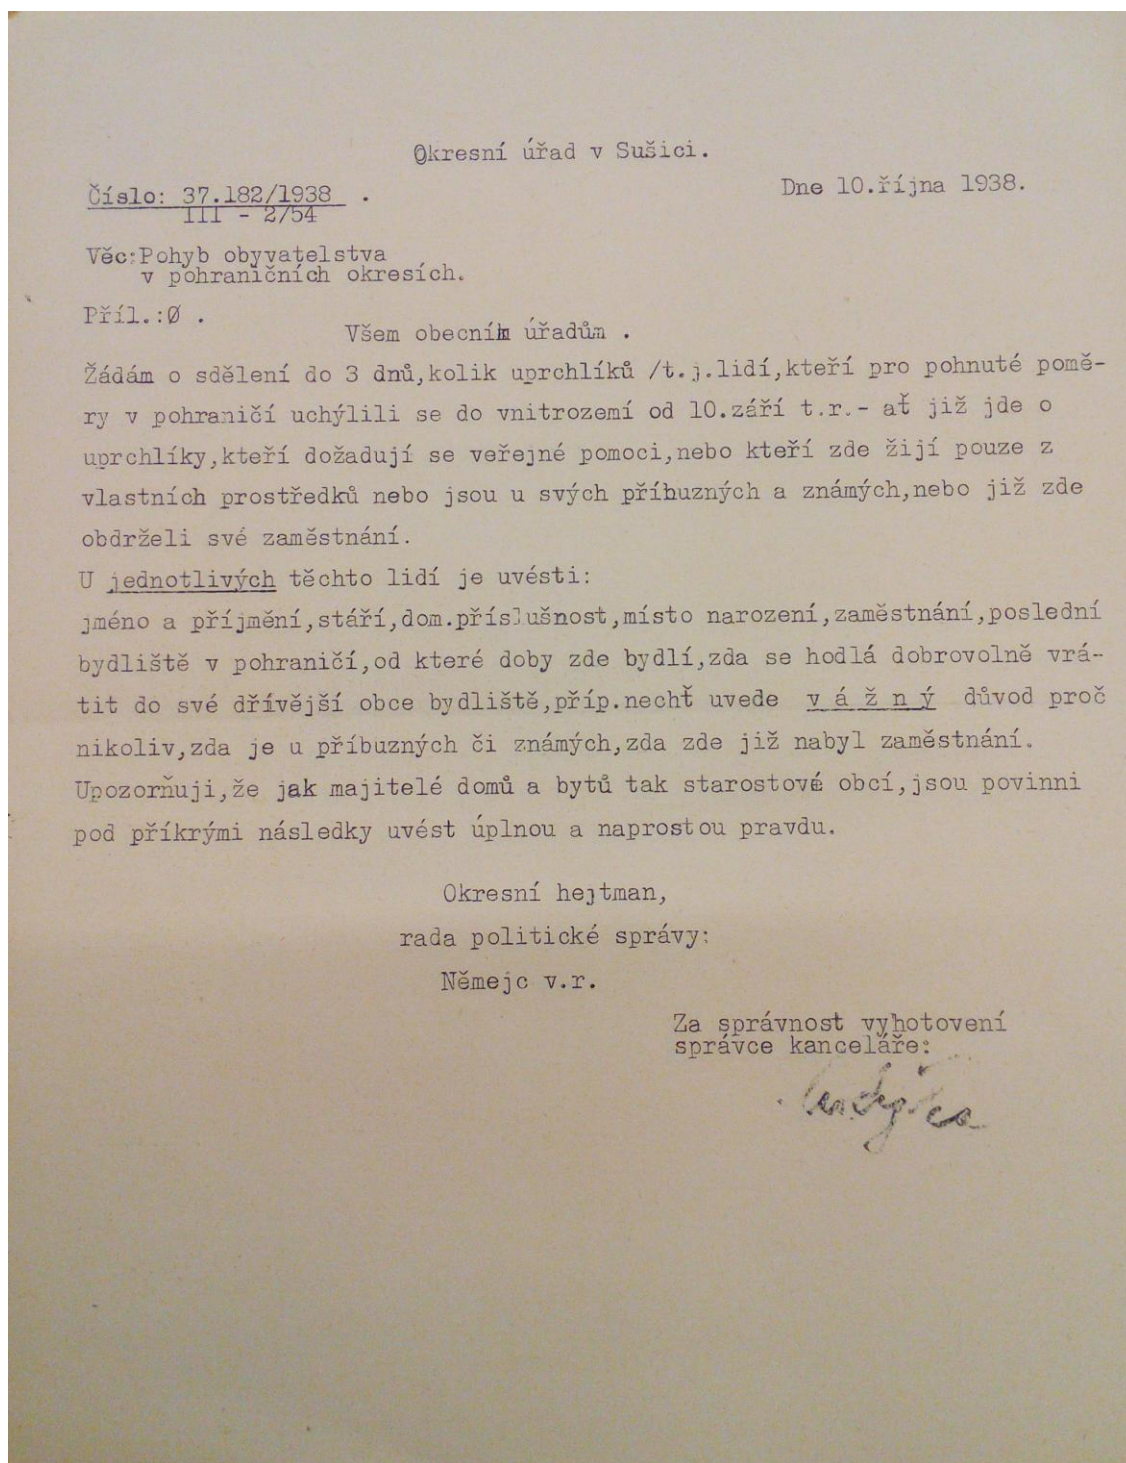 Okresní úřad v Sušici.
Dne 10.října 1938.
Číslo: 37.182/1938 .
III - 2/54
Věc:Pohyb obyvatelstva
v pohraničních okresích.
Příl.:Ø .
Všem obecním úřadům .
Žádám o sdělení do 3 dnů,kolik uprchlíků /t.j.lidí,kteří pro pohnuté pomě-
ry v pohraničí uchýlili se do vnitrozemí od 10.září t.r.- ať již jde o
uprchlíky,kteří dožadují se veřejné pomoci,nebo kteří zde žijí pouze z
vlastních prostředků nebo jsou u svých příbuzných a známých,nebo již zde
obdrželi své zaměstnání.
U jednotlivých těchto lidí je uvésti:
jméno a příjmění,stáří,dom.příslušnost,místo narození,zaměstnání,poslední
bydliště v pohraničí,od které doby zde bydlí,zda se hodlá dobrovolně vrá-
tit do své dřívější obce bydliště,příp.nechť uvede v á ž n ý důvod proč
nikoliv,zda je u příbuzných či známých,zda zde již nabyl zaměstnání.
Upozorňuji,že jak majitelé domů a bytů tak starostové obcí,jsou povinni
pod příkrými následky uvést úplnou a naprostou pravdu.
Okresní hejtman,
rada politické správy:
Němejc v.r.
Za správnost vyhotovení
správce kanceláře: